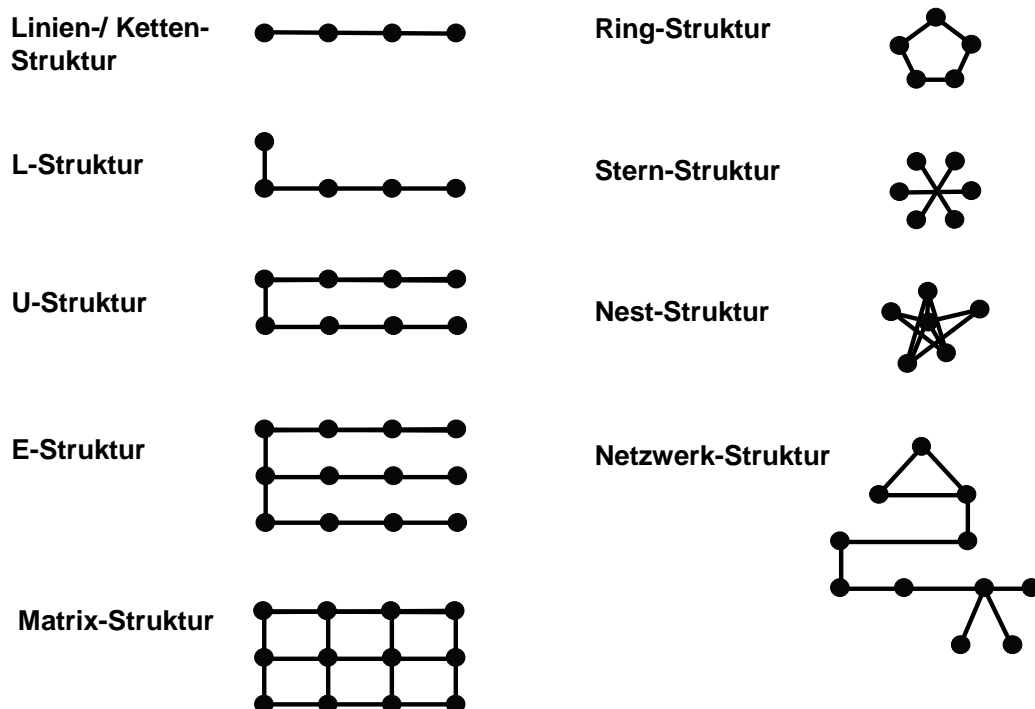 Linien-/ Ketten-
Struktur
L-Struktur
U-Struktur
E-Struktur
Matrix-Struktur
Ring-Struktur
Stern-Struktur
Nest-Struktur
Netzwerk-Struktur